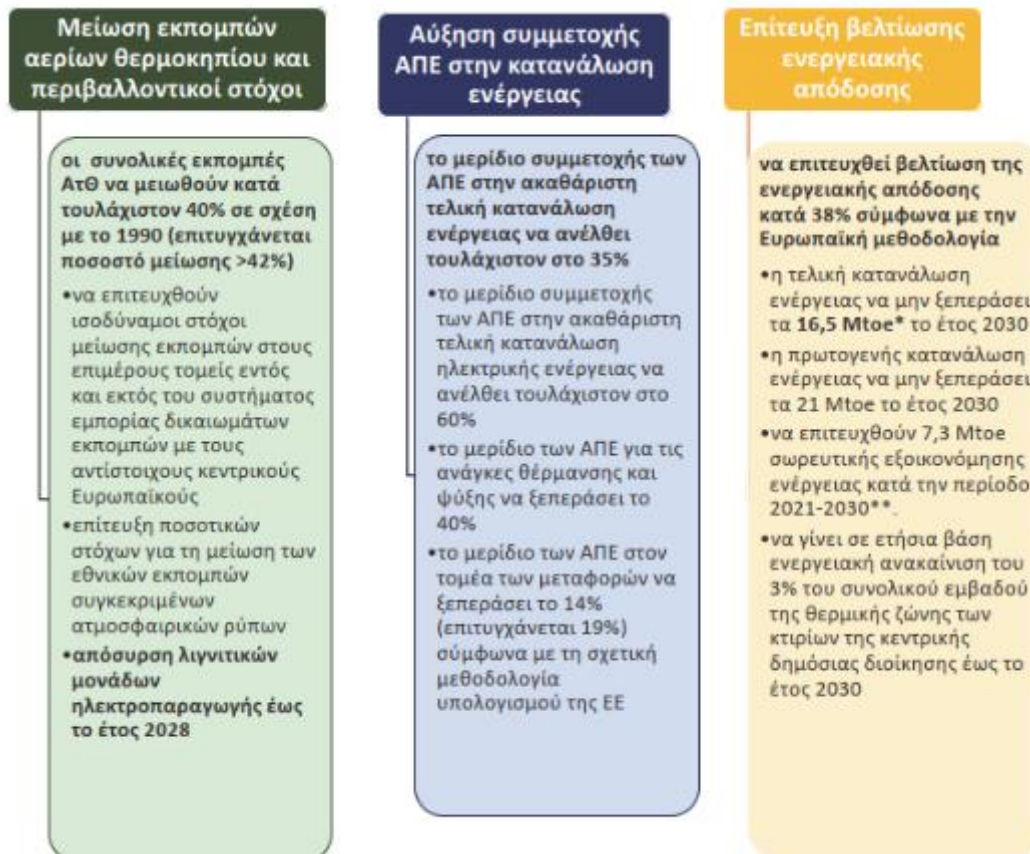 Μείωση εκπομπών
αερίων θερμοκηπίου και
περιβαλλοντικοί στόχοι
οι συνολικές εκπομπές
ΑτΘ να μειωθούν κατά
τουλάχιστον 40% σε σχέση
με το 1990 (επιτυγχάνεται
ποσοστό μείωσης >42%)
•να επιτευχθούν
ισοδύναμοι στόχοι
μείωσης εκπομπών στους
επιμέρους τομείς εντός
και εκτός του συστήματος
εμπορίας δικαιωμάτων
εκπομπών με τους
αντίστοιχους κεντρικούς
Ευρωπαϊκούς
•επίτευξη ποσοτικών
στόχων για τη μείωση των
εθνικών εκπομπών
συγκεκριμένων
ατμοσφαιρικών ρύπων
•απόσυρση λιγνιτικών
μονάδων
ηλεκτροπαραγωγής έως
το έτος 2028
Αύξηση συμμετοχής
ΑΠΕ στην κατανάλωση
ενέργειας
το μερίδιο συμμετοχής των
ΑΠΕ στην ακαθάριστη
τελική κατανάλωση
ενέργειας να ανέλθει
τουλάχιστον στο 35%
•το μερίδιο συμμετοχής
των ΑΠΕ στην ακαθάριστη
τελική κατανάλωση
ηλεκτρικής ενέργειας να
ανέλθει τουλάχιστον στο
60%
•το μερίδιο των ΑΠΕ για τις
ανάγκες θέρμανσης και
ψύξης να ξεπεράσει το
40%
•το μερίδιο των ΑΠΕ στον
τομέα των μεταφορών να
ξεπεράσει το 14%
(επιτυγχάνεται 19%)
σύμφωνα με τη σχετική
μεθοδολογία
υπολογισμού της ΕΕ
Επίτευξη βελτίωσης
ενεργειακής
απόδοσης
να επιτευχθεί βελτίωση της
ενεργειακής απόδοσης
κατά 38% σύμφωνα με την
Ευρωπαϊκή μεθοδολογία
•η τελική κατανάλωση
ενέργειας να μην ξεπεράσει
τα 16,5 Mtoe* το έτος 2030
•η πρωτογενής κατανάλωση
ενέργειας να μην ξεπεράσει
τα 21 Mtoe το έτος 2030
•να επιτευχθούν 7,3 Mtoe
σωρευτικής εξοικονόμησης
ενέργειας κατά την περίοδο
2021-2030**.
•να γίνει σε ετήσια βάση
ενεργειακή ανακαίνιση του
3% του συνολικού εμβαδού
της θερμικής ζώνης των
κτιρίων της κεντρικής
δημόσιας διοίκησης έως το
έτος 2030